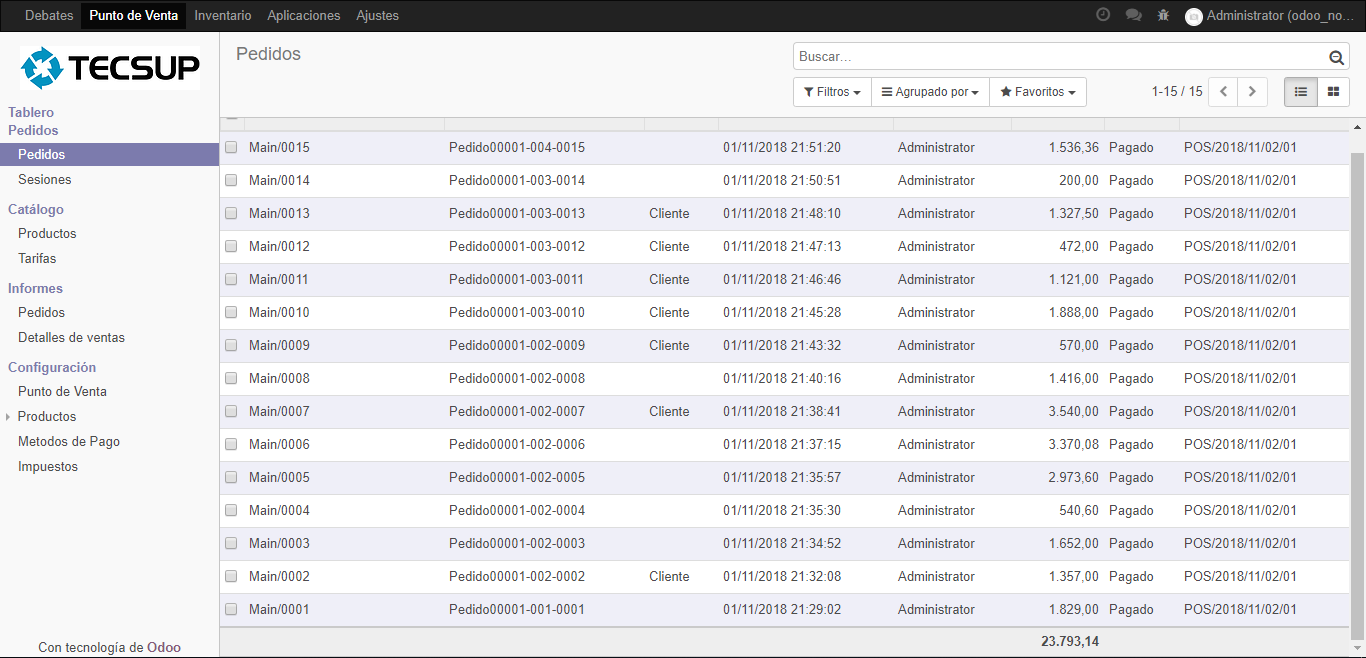 Debates Punto de Venta Inventario Aplicaciones Ajustes Administrator (odoo_no...
TECSUP
Tablero
Pedidos
Pedidos
Sesiones
Catálogo
Productos
Tarifas
Informes
Pedidos
Detalles de ventas
Configuración
Punto de Venta
Productos
Metodos de Pago
Impuestos
Con tecnología de Odoo
Pedidos
Buscar...
Filtros Agrupado por Favoritos 1-15 / 15
Main/0015 Pedido00001-004-0015 01/11/2018 21:51:20 Administrator 1.536,36 Pagado POS/2018/11/02/01
Main/0014 Pedido00001-003-0014 01/11/2018 21:50:51 Administrator 200,00 Pagado POS/2018/11/02/01
Main/0013 Pedido00001-003-0013 Cliente 01/11/2018 21:48:10 Administrator 1.327,50 Pagado POS/2018/11/02/01
Main/0012 Pedido00001-003-0012 Cliente 01/11/2018 21:47:13 Administrator 472,00 Pagado POS/2018/11/02/01
Main/0011 Pedido00001-003-0011 Cliente 01/11/2018 21:46:46 Administrator 1.121,00 Pagado POS/2018/11/02/01
Main/0010 Pedido00001-003-0010 Cliente 01/11/2018 21:45:28 Administrator 1.888,00 Pagado POS/2018/11/02/01
Main/0009 Pedido00001-002-0009 Cliente 01/11/2018 21:43:32 Administrator 570,00 Pagado POS/2018/11/02/01
Main/0008 Pedido00001-002-0008 01/11/2018 21:40:16 Administrator 1.416,00 Pagado POS/2018/11/02/01
Main/0007 Pedido00001-002-0007 Cliente 01/11/2018 21:38:41 Administrator 3.540,00 Pagado POS/2018/11/02/01
Main/0006 Pedido00001-002-0006 01/11/2018 21:37:15 Administrator 3.370,08 Pagado POS/2018/11/02/01
Main/0005 Pedido00001-002-0005 01/11/2018 21:35:57 Administrator 2.973,60 Pagado POS/2018/11/02/01
Main/0004 Pedido00001-002-0004 01/11/2018 21:35:30 Administrator 540,60 Pagado POS/2018/11/02/01
Main/0003 Pedido00001-002-0003 01/11/2018 21:34:52 Administrator 1.652,00 Pagado POS/2018/11/02/01
Main/0002 Pedido00001-002-0002 Cliente 01/11/2018 21:32:08 Administrator 1.357,00 Pagado POS/2018/11/02/01
Main/0001 Pedido00001-001-0001 01/11/2018 21:29:02 Administrator 1.829,00 Pagado POS/2018/11/02/01
23.793,14